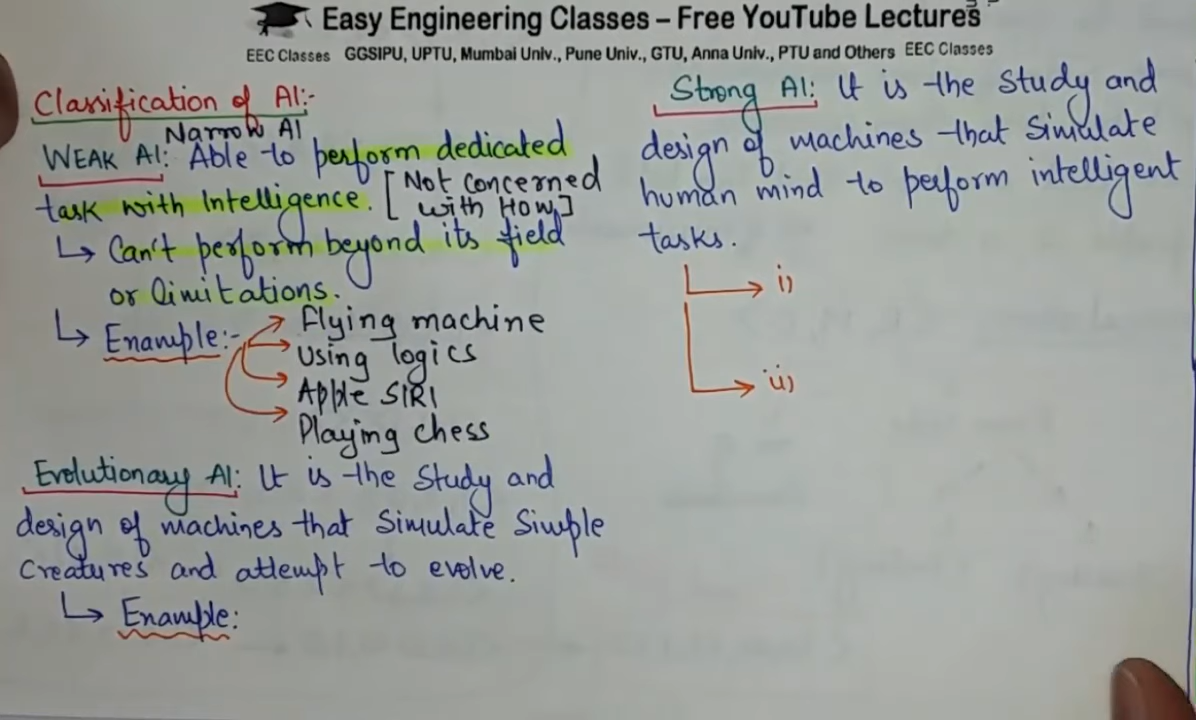 Easy Engineering Classes – Free YouTube Lectures
EEC Classes GGSIPU, UPTU, Mumbai Univ., Pune Univ., GTU, Anna Univ., PTU and Others EEC Classes
Classification of AI:-
Narrow AI
WEAK AI: Able to perform dedicated
task with Intelligence. [Not Concerned
with How]
↳ Can't perform beyond its field
or limitations.
↳ Example:-
Flying machine
Using logics
Apple SIRI
Playing chess
Evolutionary AI: It is the Study and
design of machines that Simulate Simple
Creatures and attempt to evolve.
↳ Example:
Strong AI: It is the Study and
design of machines that Simulate
human mind to perform intelligent
tasks.
i)
ii)